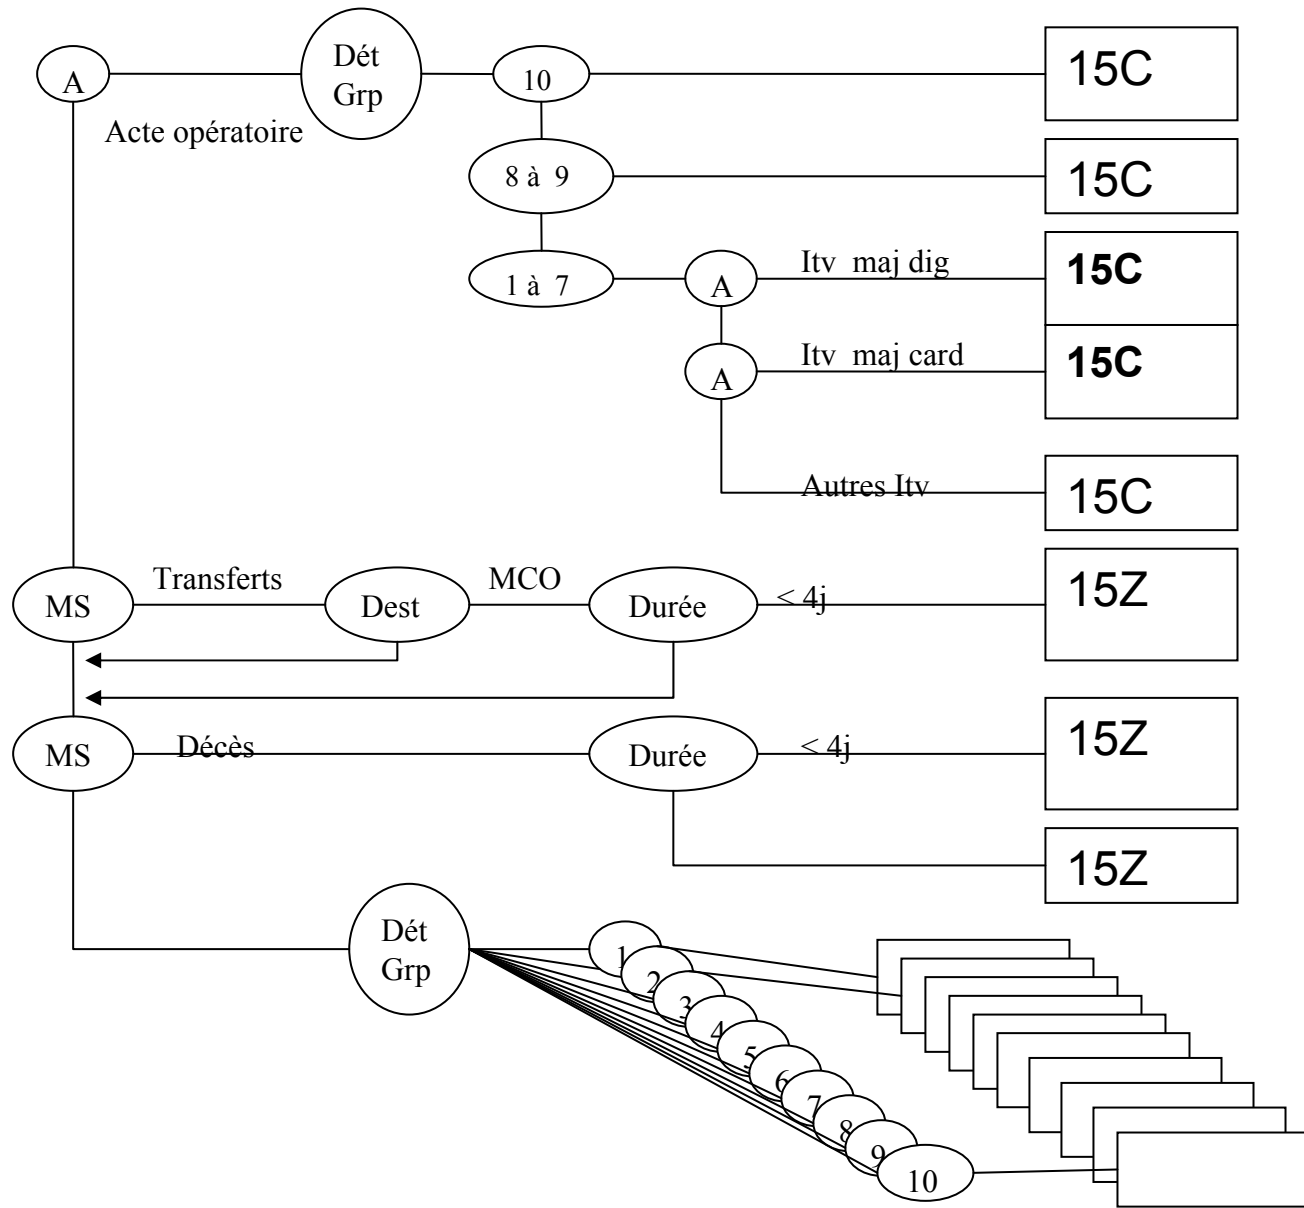 A
Dét
Grp
10
15C
Acte opératoire
8 à 9
15C
1 à 7
A
Itv maj dig
15C
A
Itv maj card
15C
Autres Itv
15C
MS
Transferts
Dest
MCO
Durée
< 4j
15Z
MS
Décès
Durée
< 4j
15Z
15Z
Dét
Grp
1
2
3
4
5
6
7
8
9
10